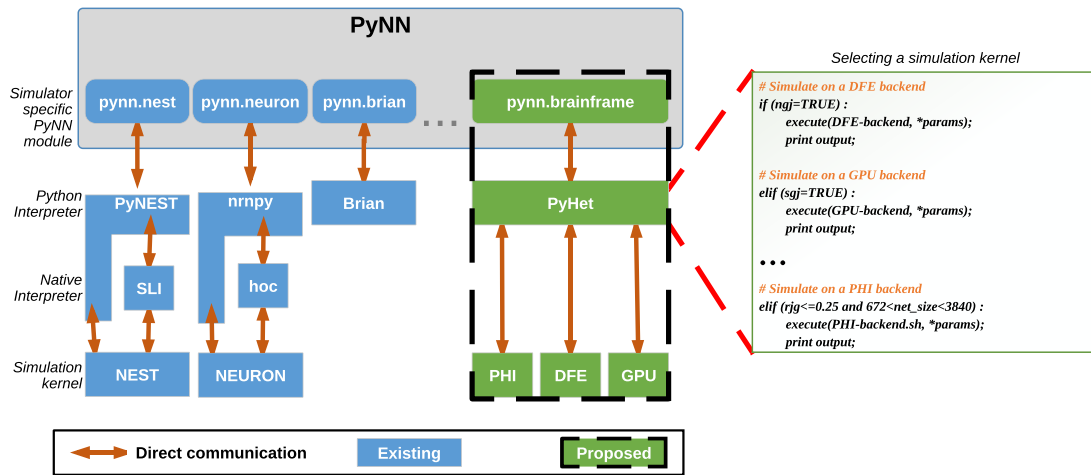 PyNN
Simulator
specific
PyNN
module
pynn.nest
pynn.neuron
pynn.brian
...
pynn.brainframe
Python
Interpreter
PyNEST
nrnpy
Brian
PyHet
Native
Interpreter
SLI
hoc
Simulation
kernel
NEST
NEURON
PHI
DFE
GPU
Selecting a simulation kernel
# Simulate on a DFE backend
if (ngj=TRUE) :
execute(DFE-backend, *params);
print output;
# Simulate on a GPU backend
elif (sgj=TRUE) :
execute(GPU-backend, *params);
print output;
...
# Simulate on a PHI backend
elif (rjg<=0.25 and 672<net_size<3840) :
execute(PHI-backend.sh, *params);
print output;
Direct communication
Existing
Proposed